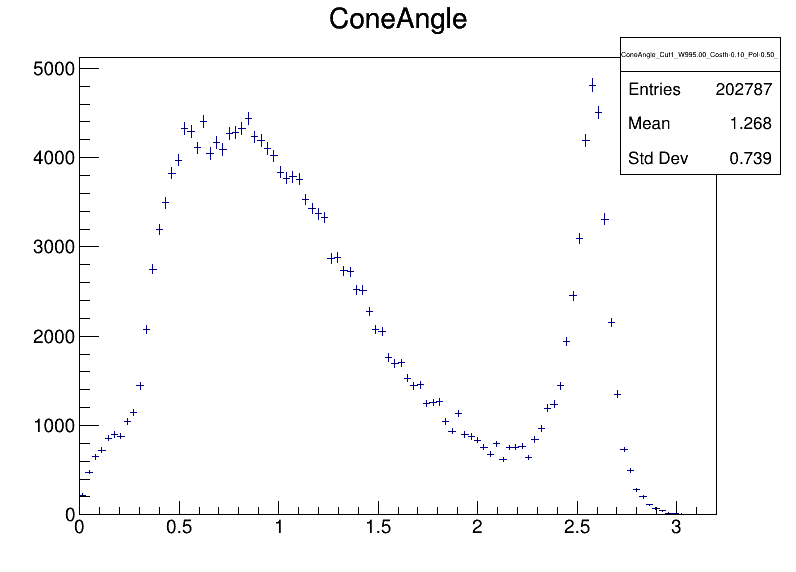 ConeAngle
ConeAngle_Cut1_W995.00_Costh-0.10_Pol-0.50_
Entries 202787
Mean 1.268
Std Dev 0.739
5000
4000
3000
2000
1000
0
0 0.5 1 1.5 2 2.5 3